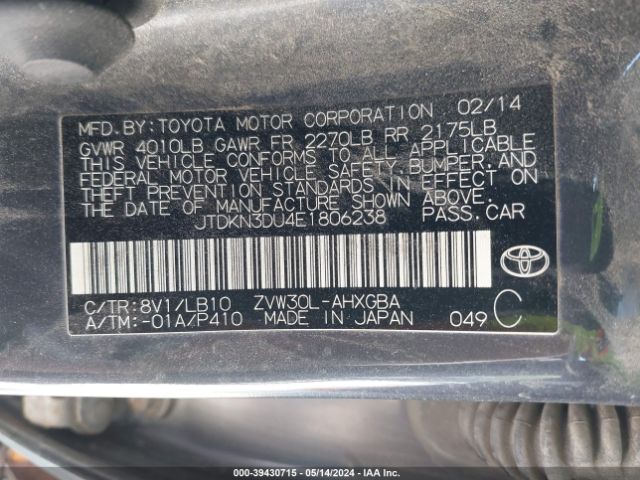 MFD.BY:TOYOTA MOTOR CORPORATION 02/14
GVWR 4010LB GAWR FR 2270LB RR 2175LB
THIS VEHICLE CONFORMS TO ALL APPLICABLE
FEDERAL MOTOR VEHICLE SAFETY, BUMPER, AND
THEFT PREVENTION STANDARDS IN EFFECT ON
THE DATE OF MANUFACTURE SHOWN ABOVE.
JTDKN3DU4E1806238 PASS.CAR
C/TR:8V1/LB10 ZVW30L-AHXGBA
A/TM:-01A/P410 MADE IN JAPAN 049 C
000-39430715 — 05/14/2024 — IAA Inc.